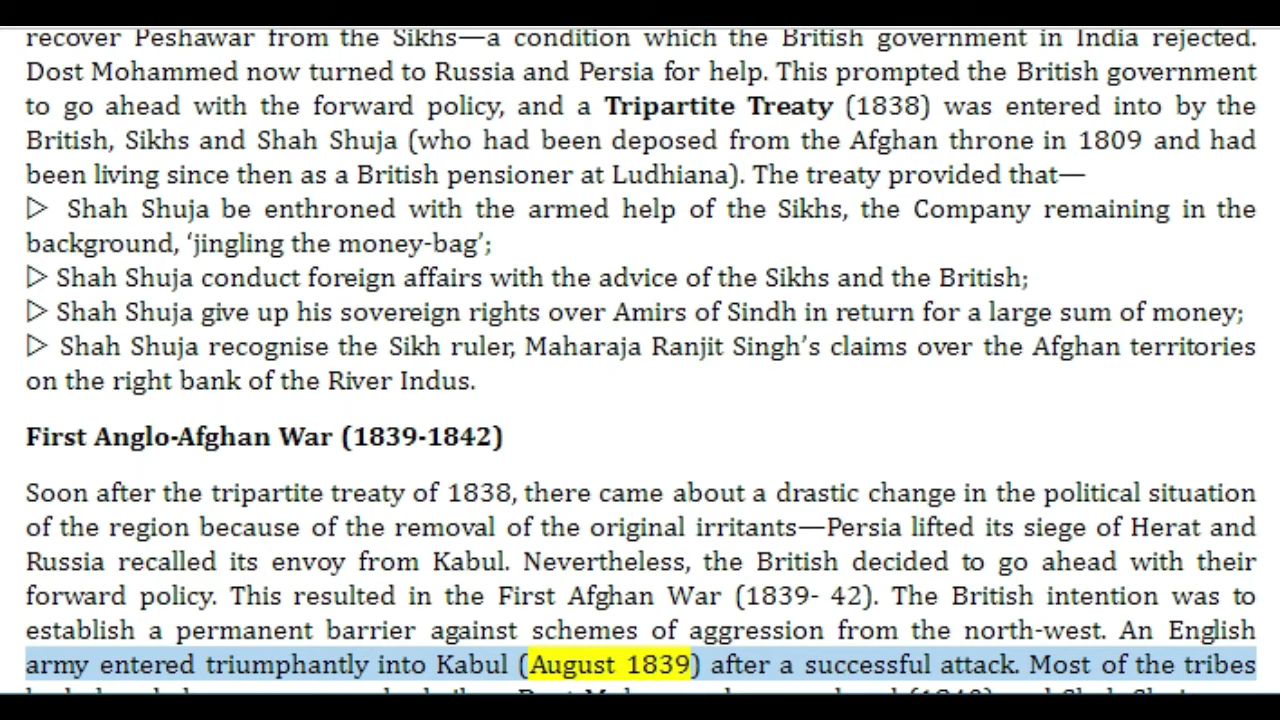 recover Peshawar from the Sikhs—a condition which the British government in India rejected.
Dost Mohammed now turned to Russia and Persia for help. This prompted the British government
to go ahead with the forward policy, and a Tripartite Treaty (1838) was entered into by the
British, Sikhs and Shah Shuja (who had been deposed from the Afghan throne in 1809 and had
been living since then as a British pensioner at Ludhiana). The treaty provided that—
▷ Shah Shuja be enthroned with the armed help of the Sikhs, the Company remaining in the
background, ‘jingling the money-bag’;
▷ Shah Shuja conduct foreign affairs with the advice of the Sikhs and the British;
▷ Shah Shuja give up his sovereign rights over Amirs of Sindh in return for a large sum of money;
▷ Shah Shuja recognise the Sikh ruler, Maharaja Ranjit Singh’s claims over the Afghan territories
on the right bank of the River Indus.
First Anglo-Afghan War (1839-1842)
Soon after the tripartite treaty of 1838, there came about a drastic change in the political situation
of the region because of the removal of the original irritants—Persia lifted its siege of Herat and
Russia recalled its envoy from Kabul. Nevertheless, the British decided to go ahead with their
forward policy. This resulted in the First Afghan War (1839- 42). The British intention was to
establish a permanent barrier against schemes of aggression from the north-west. An English
army entered triumphantly into Kabul (August 1839) after a successful attack. Most of the tribes